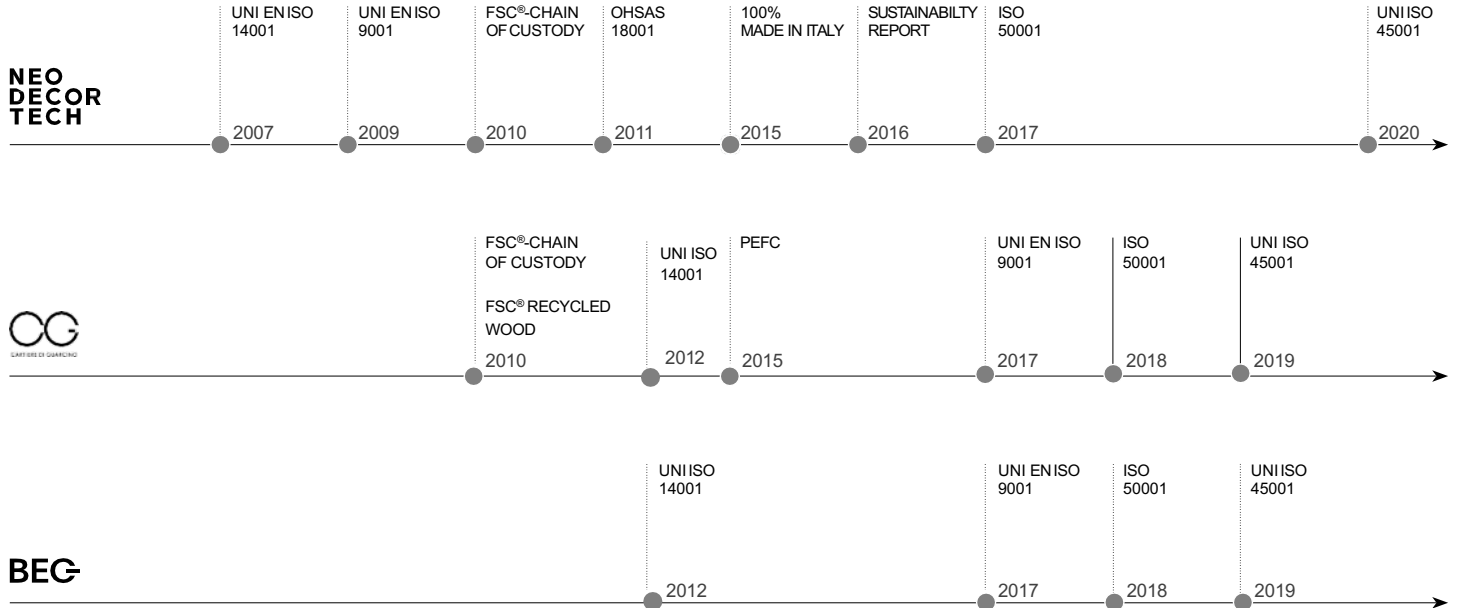 UNI EN ISO
14001
UNI EN ISO
9001
FSC®-CHAIN
OF CUSTODY
OHSAS
18001
100%
MADE IN ITALY
SUSTAINABILTY
REPORT
ISO
50001
UNI ISO
45001
NEO
DECOR
TECH
2007
2009
2010
2011
2015
2016
2017
2020
FSC®-CHAIN
OF CUSTODY
FSC® RECYCLED
WOOD
UNI ISO
14001
PEFC
UNI EN ISO
9001
ISO
50001
UNI ISO
45001
CG
CARTIERE DI GUARCINO
2010
2012
2015
2017
2018
2019
UNI ISO
14001
UNI EN ISO
9001
ISO
50001
UNI ISO
45001
BEG
2012
2017
2018
2019